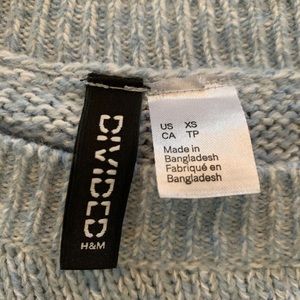 DIVIDED
H&M
US XS
CA TP
Made in
Bangladesh
Fabriqué en
Bangladesh